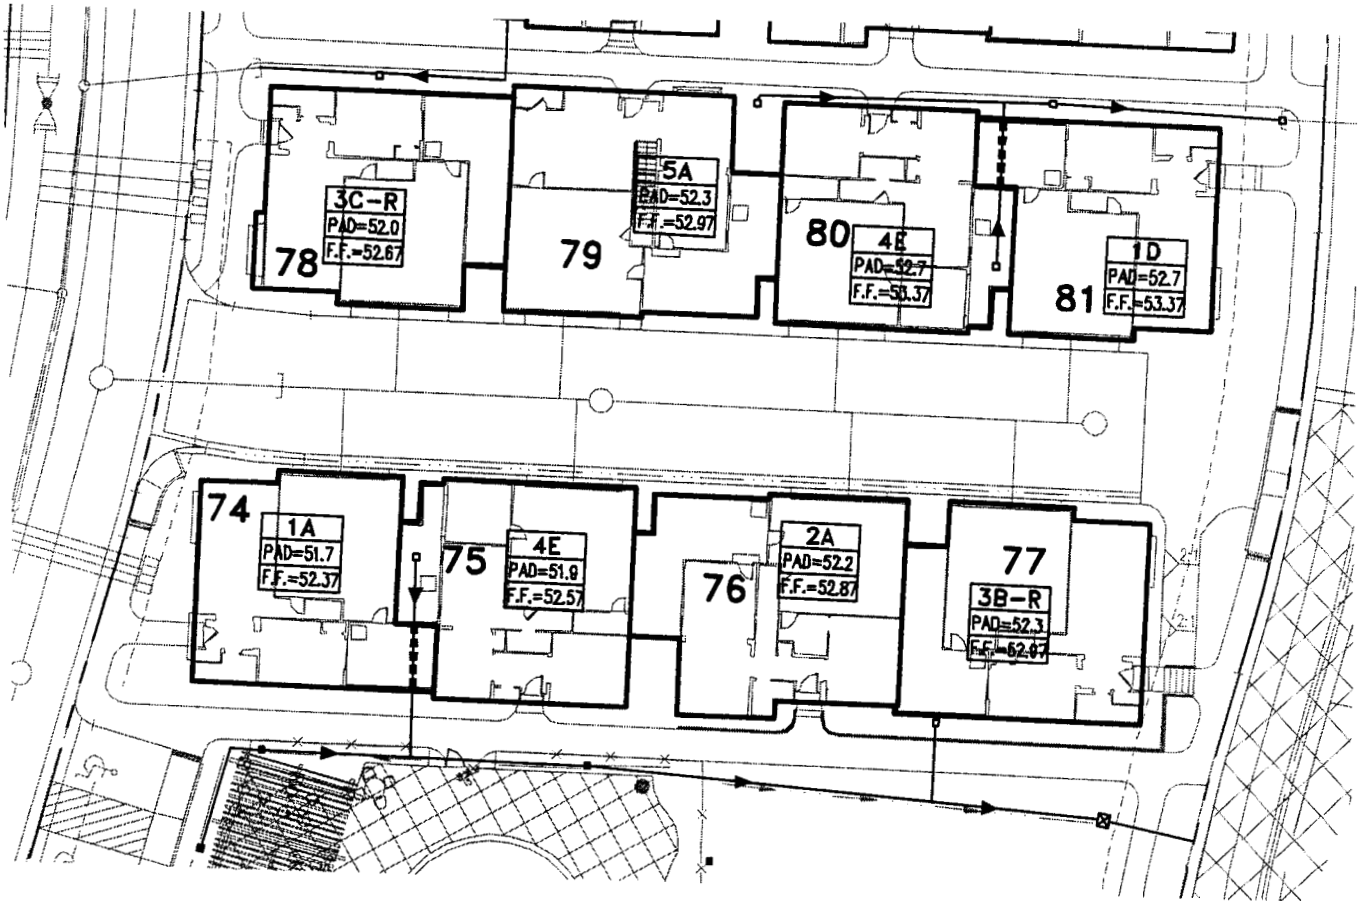 5A
PAD=52.3
F.F.=52.97
3C-R
PAD=52.0
F.F.=52.67
78
79
80
4E
PAD=52.7
F.F.=53.37
1D
PAD=52.7
F.F.=53.37
81
74
1A
PAD=51.7
F.F.=52.37
75
4E
PAD=51.9
F.F.=52.57
76
2A
PAD=52.2
F.F.=52.87
77
3B-R
PAD=52.3
F.F.=52.97
2:1
2:1